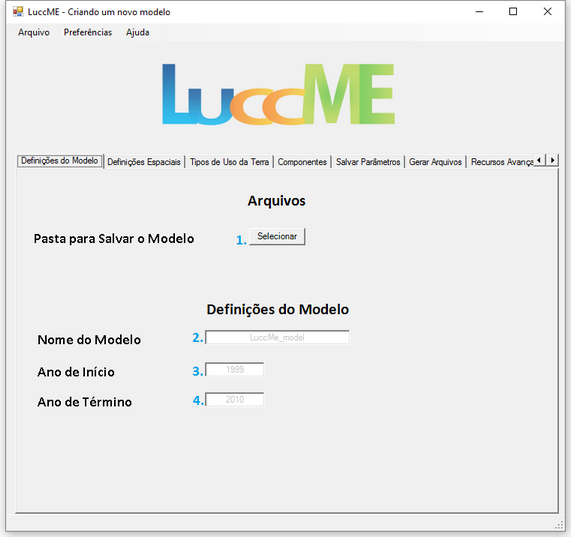 LuccME - Criando um novo modelo
Arquivo Preferências Ajuda
LuccME
Definições do Modelo Definições Espaciais Tipos de Uso da Terra Componentes Salvar Parâmetros Gerar Arquivos Recursos Avança
Arquivos
Pasta para Salvar o Modelo 1. Selecionar
Definições do Modelo
Nome do Modelo 2. LuccMe_model
Ano de Início 3. 1999
Ano de Término 4. 2010